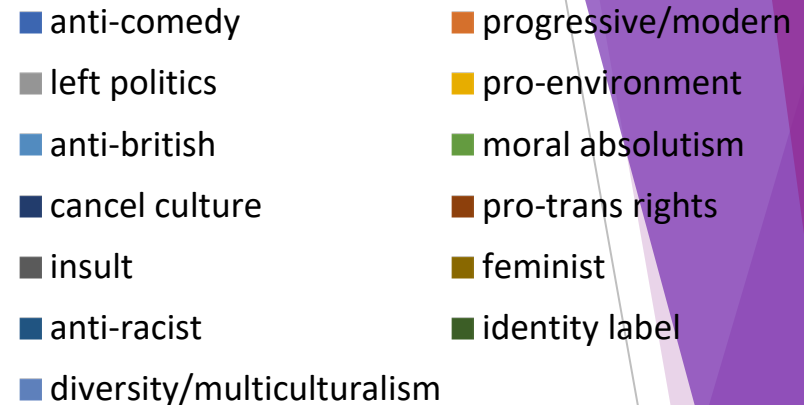 anti-comedy
progressive/modern
left politics
pro-environment
anti-british
moral absolutism
cancel culture
pro-trans rights
insult
feminist
anti-racist
identity label
diversity/multiculturalism